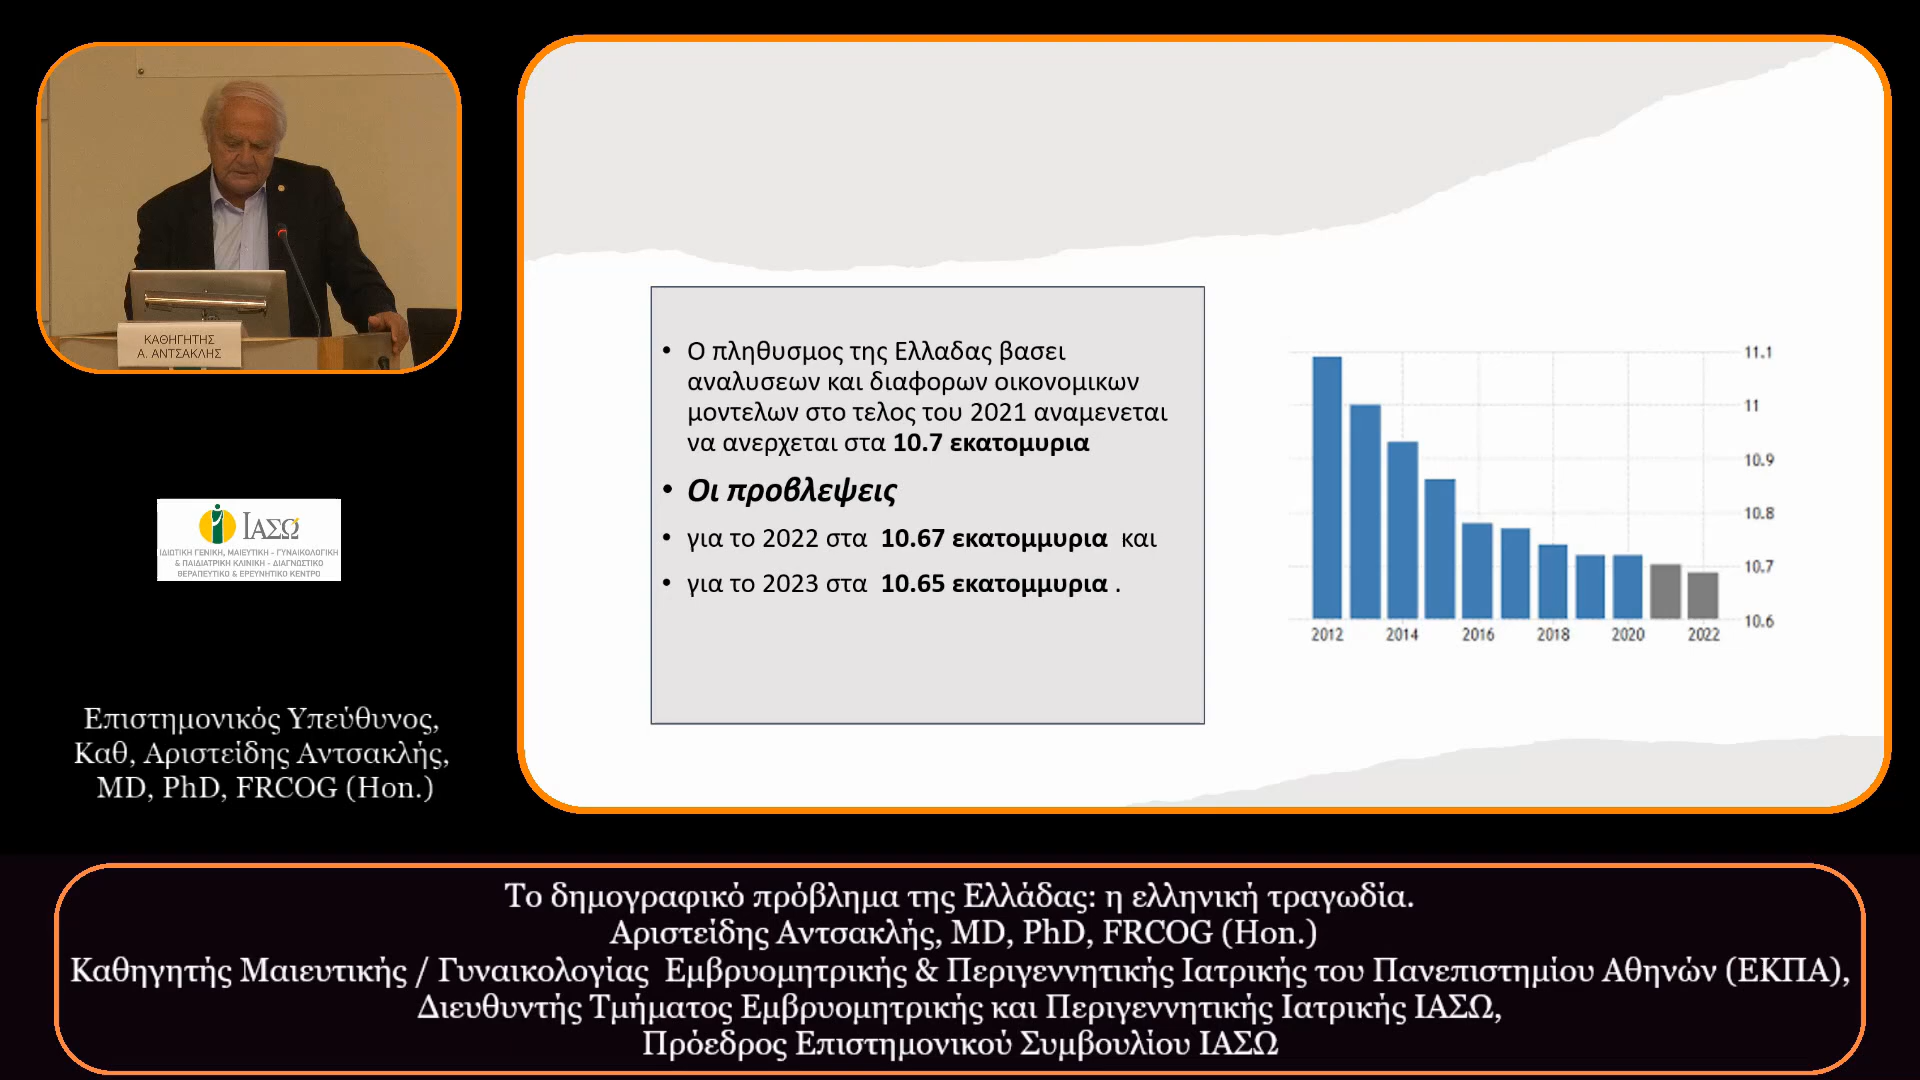 ΚΑΘΗΓΗΤΗΣ
Α. ΑΝΤΣΑΚΛΗΣ
ΙΑΣΩ
ΙΔΙΩΤΙΚΗ ΓΕΝΙΚΗ, ΜΑΙΕΥΤΙΚΗ - ΓΥΝΑΙΚΟΛΟΓΙΚΗ
& ΠΑΙΔΙΑΤΡΙΚΗ ΚΛΙΝΙΚΗ - ΔΙΑΓΝΩΣΤΙΚΟ
ΘΕΡΑΠΕΥΤΙΚΟ & ΕΡΕΥΝΗΤΙΚΟ ΚΕΝΤΡΟ
Επιστημονικός Υπεύθυνος,
Καθ, Αριστείδης Αντσακλής,
MD, PhD, FRCOG (Hon.)
• Ο πληθυσμος της Ελλαδας βασει
αναλυσεων και διαφορων οικονομικων
μοντελων στο τελος του 2021 αναμενεται
να ανερχεται στα 10.7 εκατομυρια
• Οι προβλεψεις
• για το 2022 στα 10.67 εκατομμυρια και
• για το 2023 στα 10.65 εκατομμυρια .
11.1
11
10.9
10.8
10.7
10.6
2012 2014 2016 2018 2020 2022
Το δημογραφικό πρόβλημα της Ελλάδας: η ελληνική τραγωδία.
Αριστείδης Αντσακλής, MD, PhD, FRCOG (Hon.)
Καθηγητής Μαιευτικής / Γυναικολογίας Εμβρυομητρικής & Περιγεννητικής Ιατρικής του Πανεπιστημίου Αθηνών (ΕΚΠΑ),
Διευθυντής Τμήματος Εμβρυομητρικής και Περιγεννητικής Ιατρικής ΙΑΣΩ,
Πρόεδρος Επιστημονικού Συμβουλίου ΙΑΣΩ